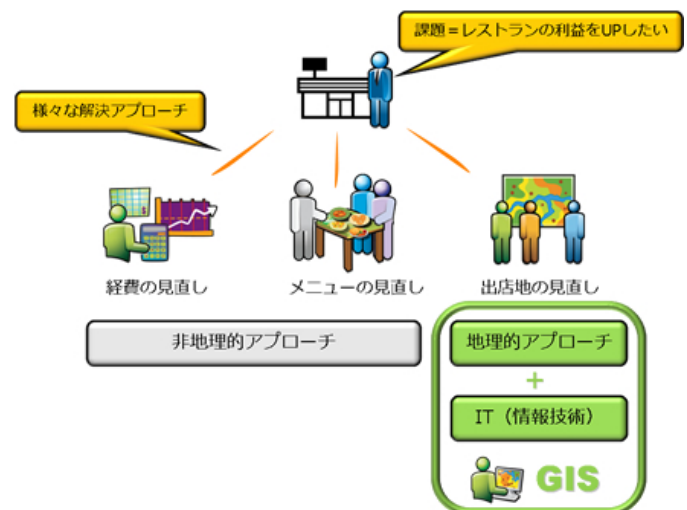 課題=レストランの利益をUPしたい
様々な解決アプローチ
経費の見直し
メニューの見直し
出店地の見直し
非地理的アプローチ
地理的アプローチ
+
IT（情報技術）
GIS